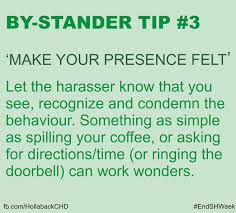 BY-STANDER TIP #3
‘MAKE YOUR PRESENCE FELT’
Let the harasser know that you
see, recognize and condemn the
behaviour. Something as simple
as spilling your coffee, or asking
for directions/time (or ringing the
doorbell) can work wonders.
fb.com/HollabackCHD #EndSHWeek